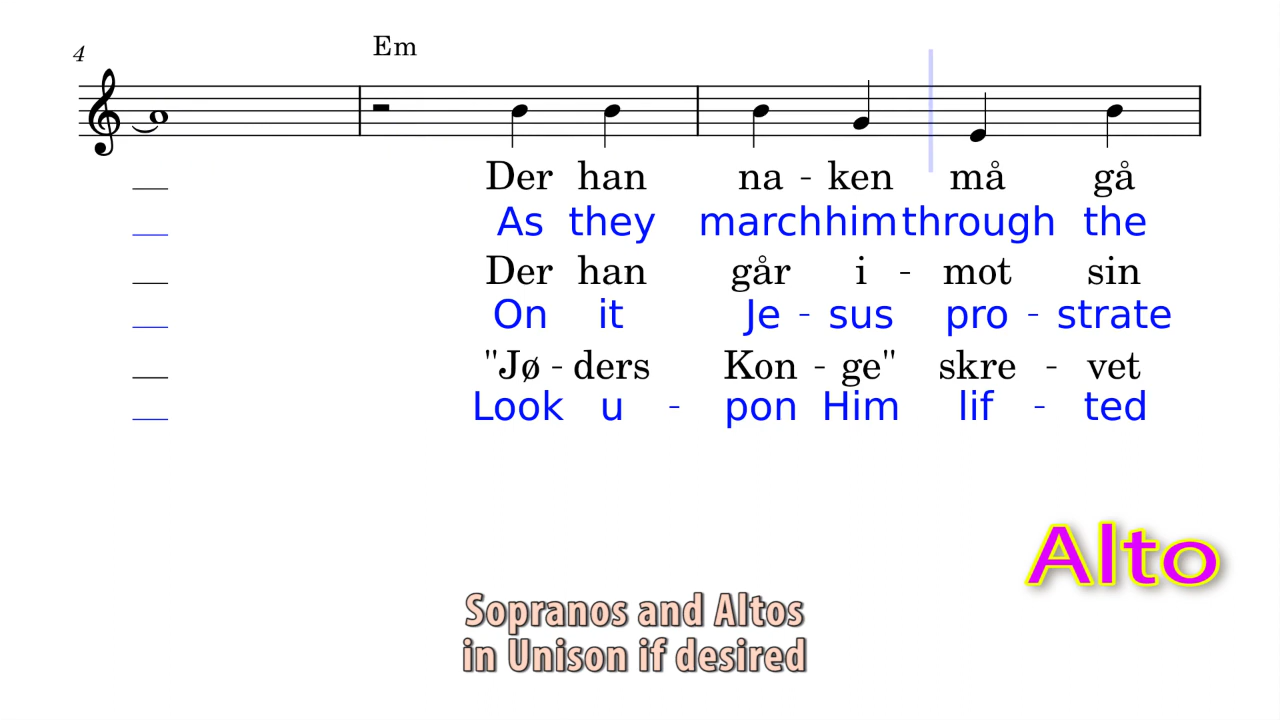 4
Em
Der han na - ken må gå
As they march him through the
Der han går i - mot sin
On it Je - sus pro - strate
"Jø - ders Kon - ge" skre - vet
Look u - pon Him lif - ted
Alto
Sopranos and Altos
in Unison if desired